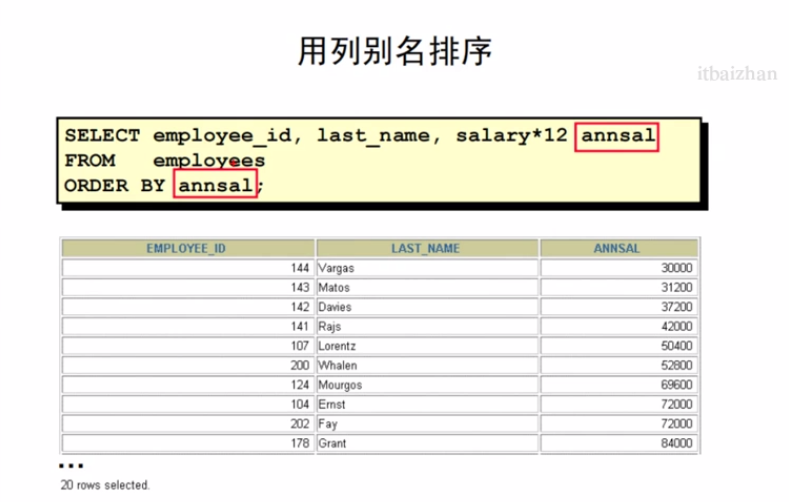 用列别名排序
itbaizhan
SELECT employee_id, last_name, salary*12 annsal
FROM employees
ORDER BY annsal;
EMPLOYEE_ID LAST_NAME ANNSAL
144 Vargas 30000
143 Matos 31200
142 Davies 37200
141 Rajs 42000
107 Lorentz 50400
200 Whalen 52800
124 Mourgos 69600
104 Ernst 72000
202 Fay 72000
178 Grant 84000
...
20 rows selected.